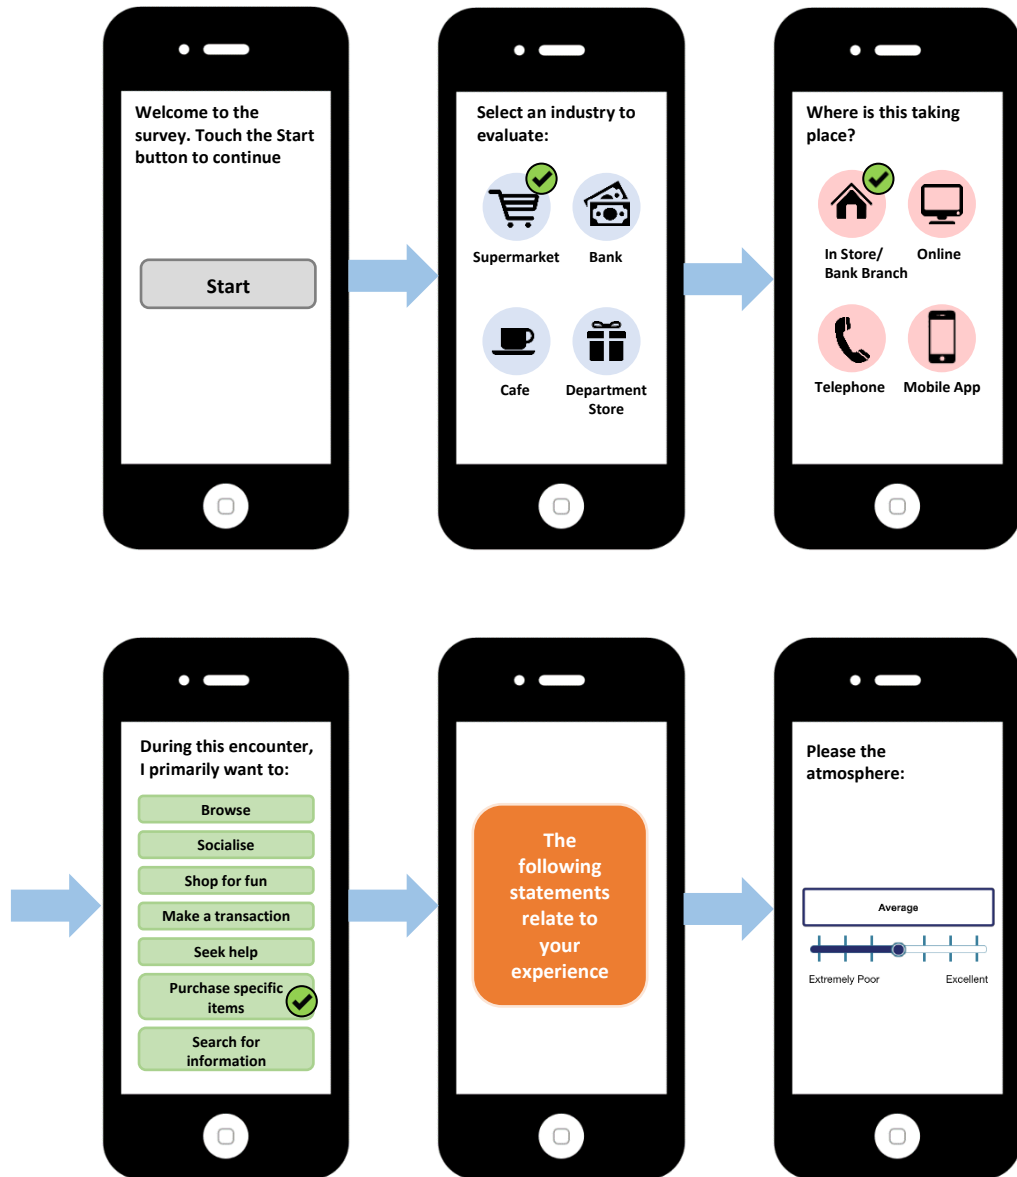 Welcome to the
survey. Touch the Start
button to continue
Start
Select an industry to
evaluate:
Supermarket
Bank
Cafe
Department
Store
Where is this taking
place?
In Store/
Bank Branch
Online
Telephone
Mobile App
During this encounter,
I primarily want to:
Browse
Socialise
Shop for fun
Make a transaction
Seek help
Purchase specific
items
Search for
information
The
following
statements
relate to
your
experience
Please the
atmosphere:
Average
Extremely Poor
Excellent